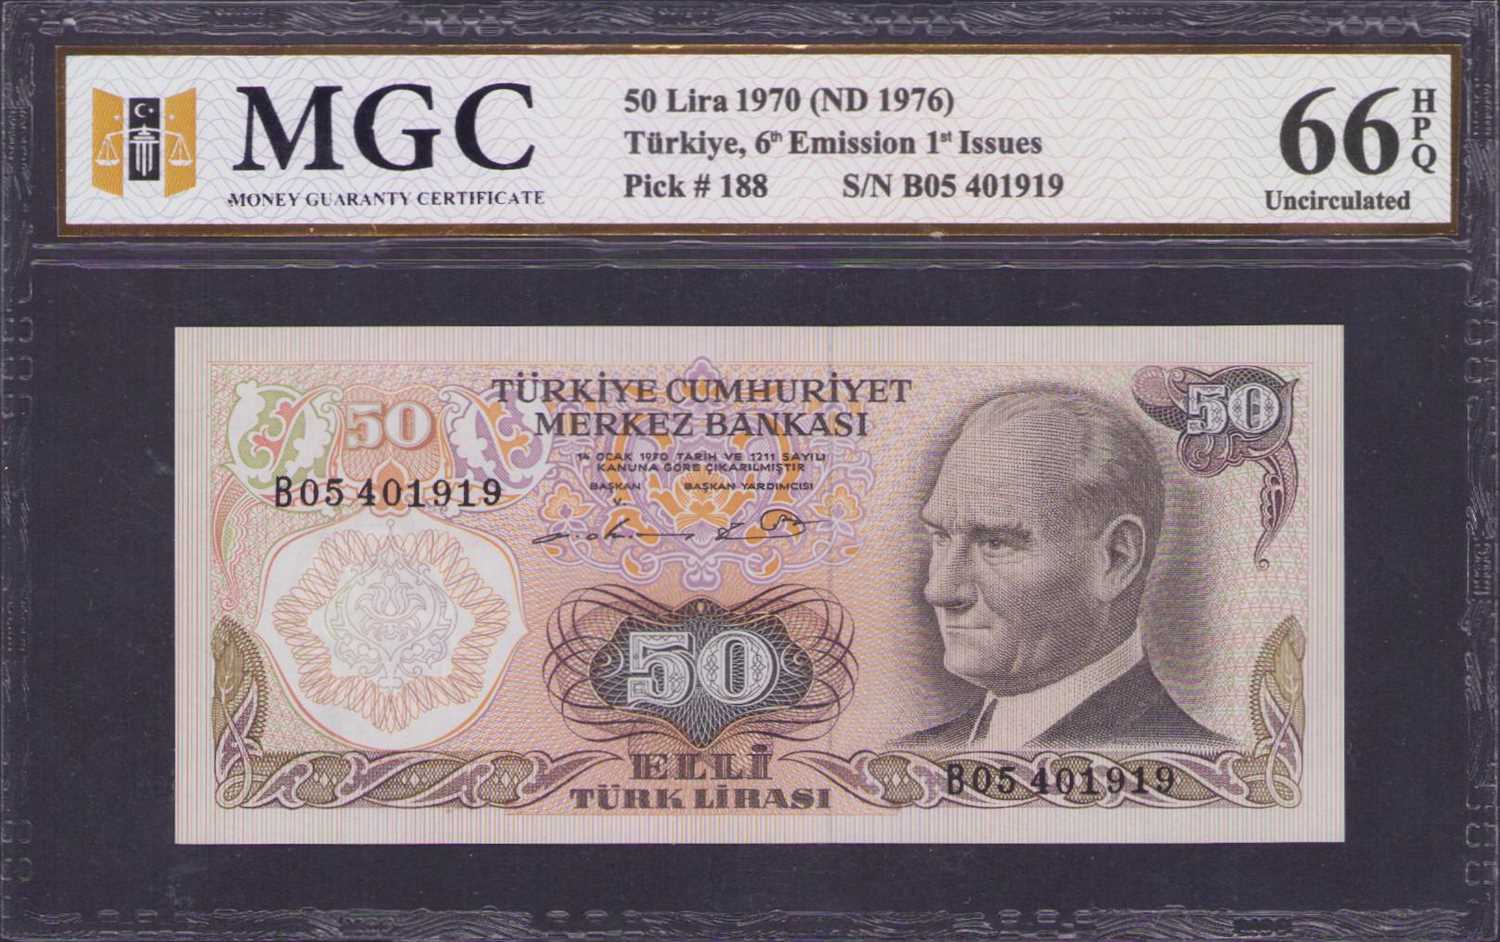 MGC
MONEY GUARANTY CERTIFICATE
50 Lira 1970 (ND 1976)
Türkiye, 6th Emission 1st Issues
Pick # 188 S/N B05 401919
66 HPQ
Uncirculated
50
TÜRKİYE CUMHURİYET
MERKEZ BANKASI
50
14 OCAK 1970 TARİH VE 1211 SAYILI
KANUNA GÖRE ÇIKARILMIŞTIR
BAŞKAN BAŞKAN YARDIMCISI
B05 401919
50
ELLİ
TÜRK LİRASI
B05 401919